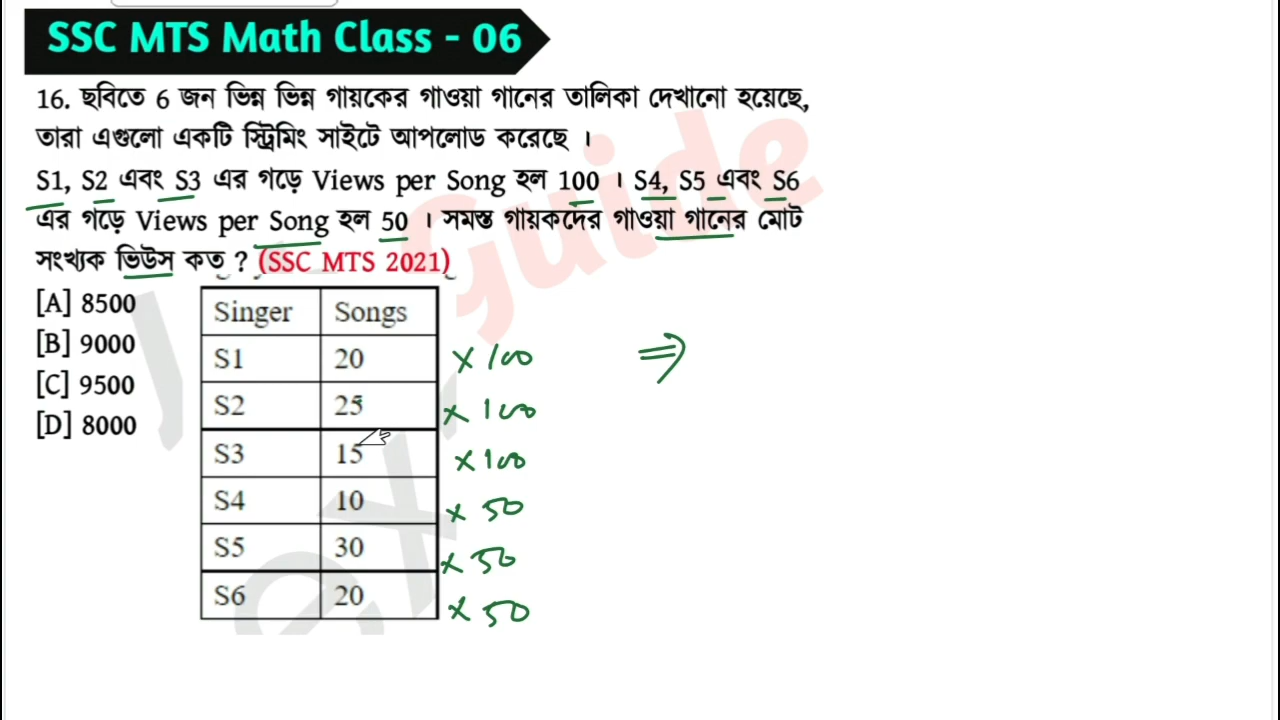 SSC MTS Math Class - 06
16. ছবিতে 6 জন ভিন্ন ভিন্ন গায়কের গাওয়া গানের তালিকা দেখানো হয়েছে,
তারা এগুলো একটি স্ট্রিমিং সাইটে আপলোড করেছে ।
S1, S2 এবং S3 এর গড়ে Views per Song হল 100 । S4, S5 এবং S6
এর গড়ে Views per Song হল 50 । সমস্ত গায়কদের গাওয়া গানের মোট
সংখ্যক ভিউস কত ? (SSC MTS 2021)
[A] 8500
[B] 9000
[C] 9500
[D] 8000
Singer Songs
S1 20 × 100 ⇒
S2 25 × 100
S3 15 × 100
S4 10 × 50
S5 30 × 50
S6 20 × 50
Guide